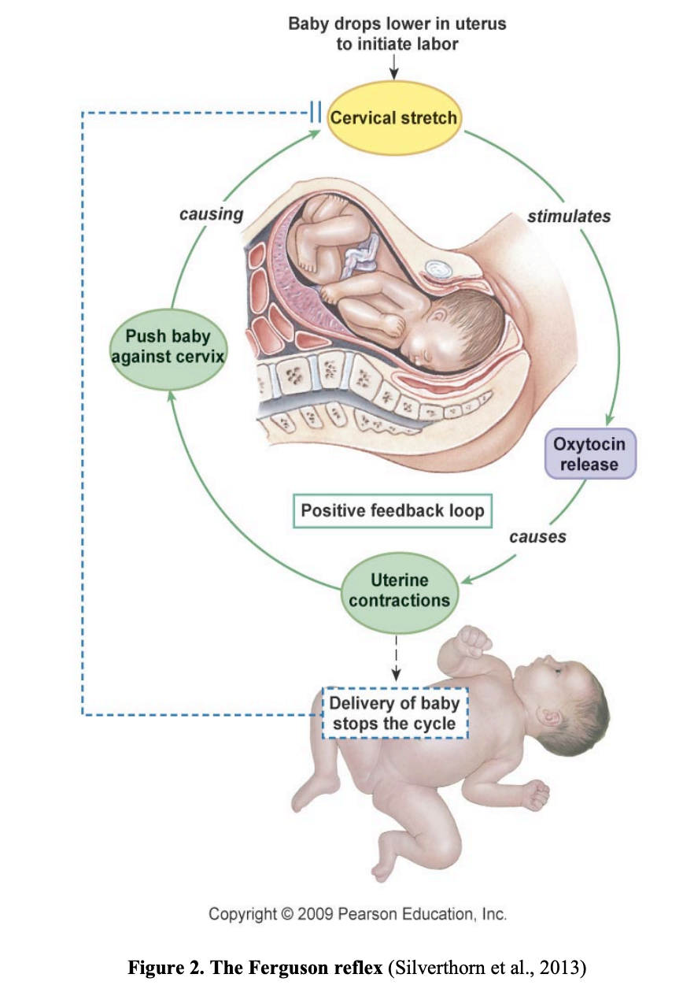 Baby drops lower in uterus
to initiate labor
Cervical stretch
causing
stimulates
Push baby
against cervix
Oxytocin
release
Positive feedback loop
causes
Uterine
contractions
Delivery of baby
stops the cycle
Copyright © 2009 Pearson Education, Inc.
Figure 2. The Ferguson reflex (Silverthorn et al., 2013)